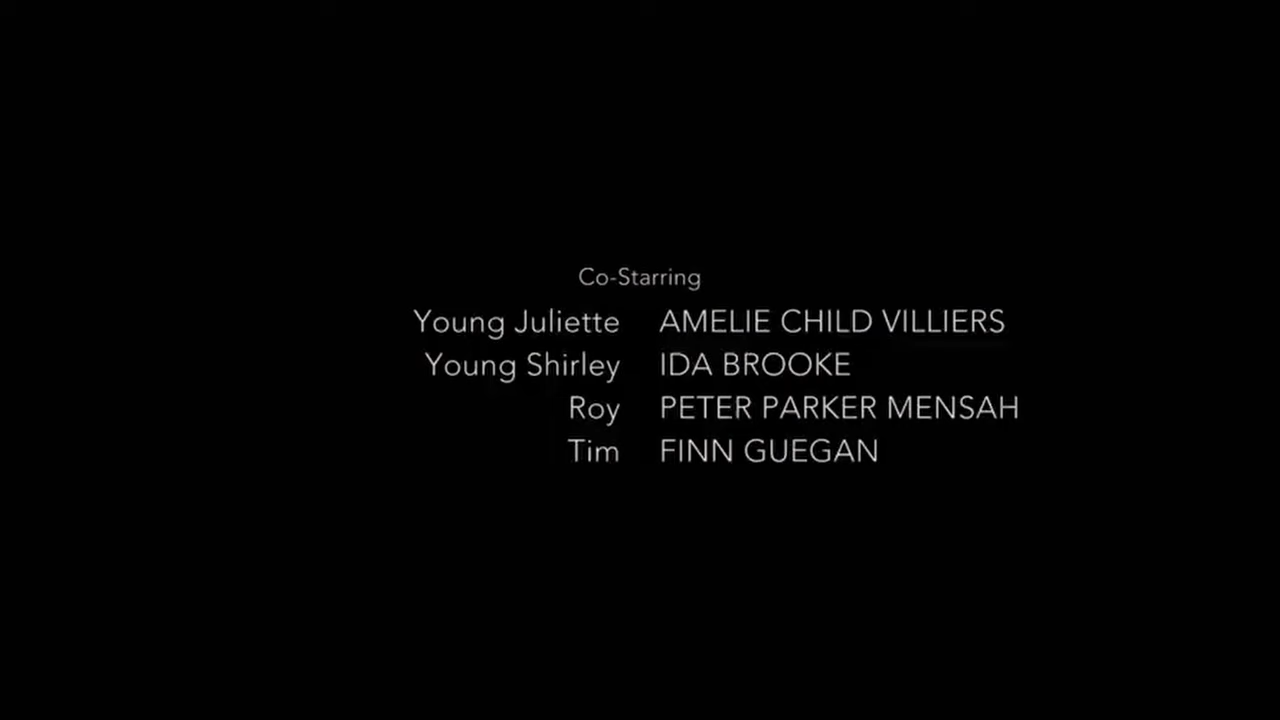 Co-Starring
Young Juliette AMELIE CHILD VILLIERS
Young Shirley IDA BROOKE
Roy PETER PARKER MENSAH
Tim FINN GUEGAN